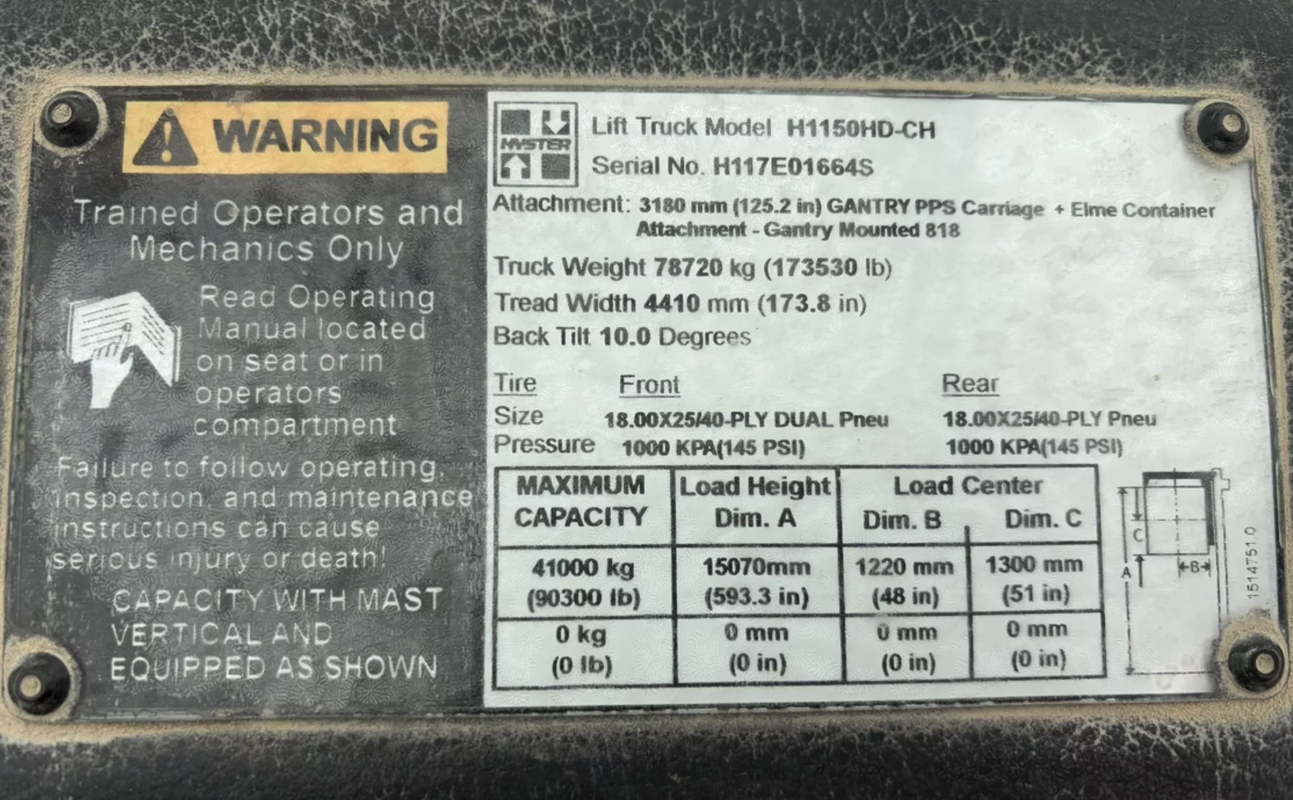 WARNING
Trained Operators and
Mechanics Only
Read Operating
Manual located
on seat or in
operators
compartment
Failure to follow operating,
inspection, and maintenance
instructions can cause
serious injury or death!
CAPACITY WITH MAST
VERTICAL AND
EQUIPPED AS SHOWN
HYSTER
Lift Truck Model H1150HD-CH
Serial No. H117E01664S
Attachment: 3180 mm (125.2 in) GANTRY PPS Carriage + Elme Container
Attachment - Gantry Mounted 818
Truck Weight 78720 kg (173530 lb)
Tread Width 4410 mm (173.8 in)
Back Tilt 10.0 Degrees
Tire Front Rear
Size 18.00X25/40-PLY DUAL Pneu 18.00X25/40-PLY Pneu
Pressure 1000 KPA(145 PSI) 1000 KPA(145 PSI)
MAXIMUM Load Height Load Center
CAPACITY Dim. A Dim. B Dim. C
41000 kg 15070mm 1220 mm 1300 mm
(90300 lb) (593.3 in) (48 in) (51 in)
0 kg 0 mm 0 mm 0 mm
(0 lb) (0 in) (0 in) (0 in)
C
A
B
1514751.0